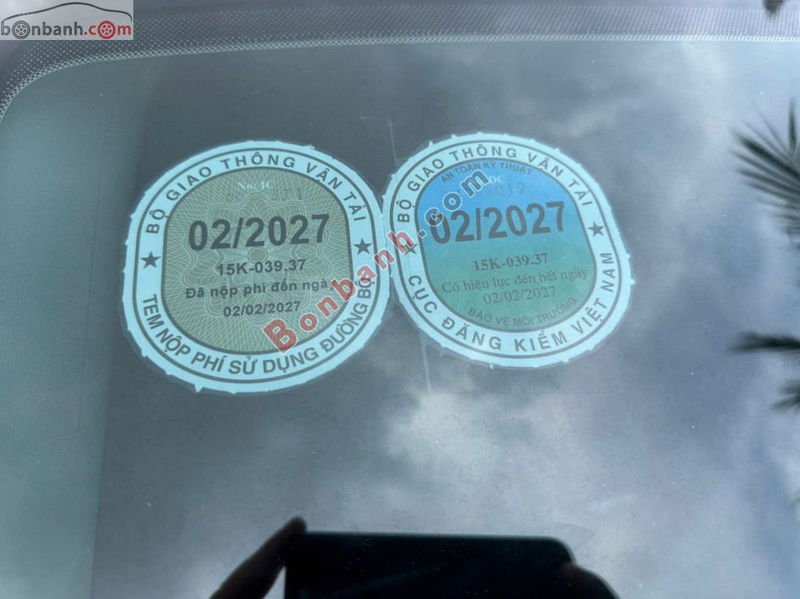 bonbanh.com
BỘ GIAO THÔNG VẬN TẢI
No: IC
02/2027
15K-039.37
Đã nộp phí đến ngày
02/02/2027
TEM NỘP PHÍ SỬ DỤNG ĐƯỜNG BỘ
BỘ GIAO THÔNG VẬN TẢI
AN TOÀN KỸ THUẬT
02/2027
15K-039.37
Có hiệu lực đến hết ngày
02/02/2027
BẢO VỆ MÔI TRƯỜNG
CỤC ĐĂNG KIỂM VIỆT NAM
Bonbanh.com